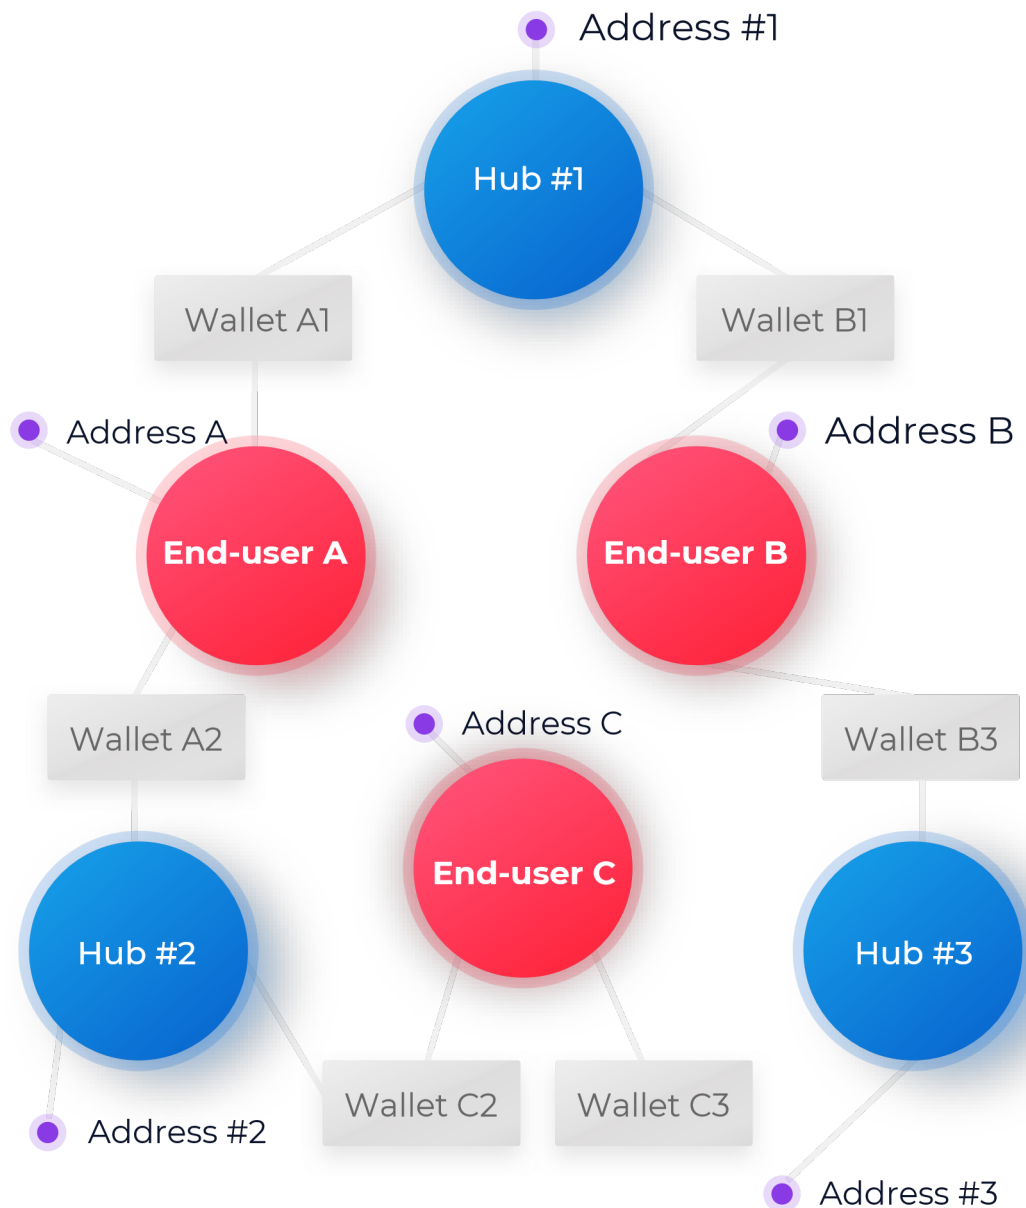 Address #1
Hub #1
Wallet A1
Wallet B1
Address A
Address B
End-user A
End-user B
Wallet A2
Address C
Wallet B3
End-user C
Hub #2
Hub #3
Wallet C2
Wallet C3
Address #2
Address #3